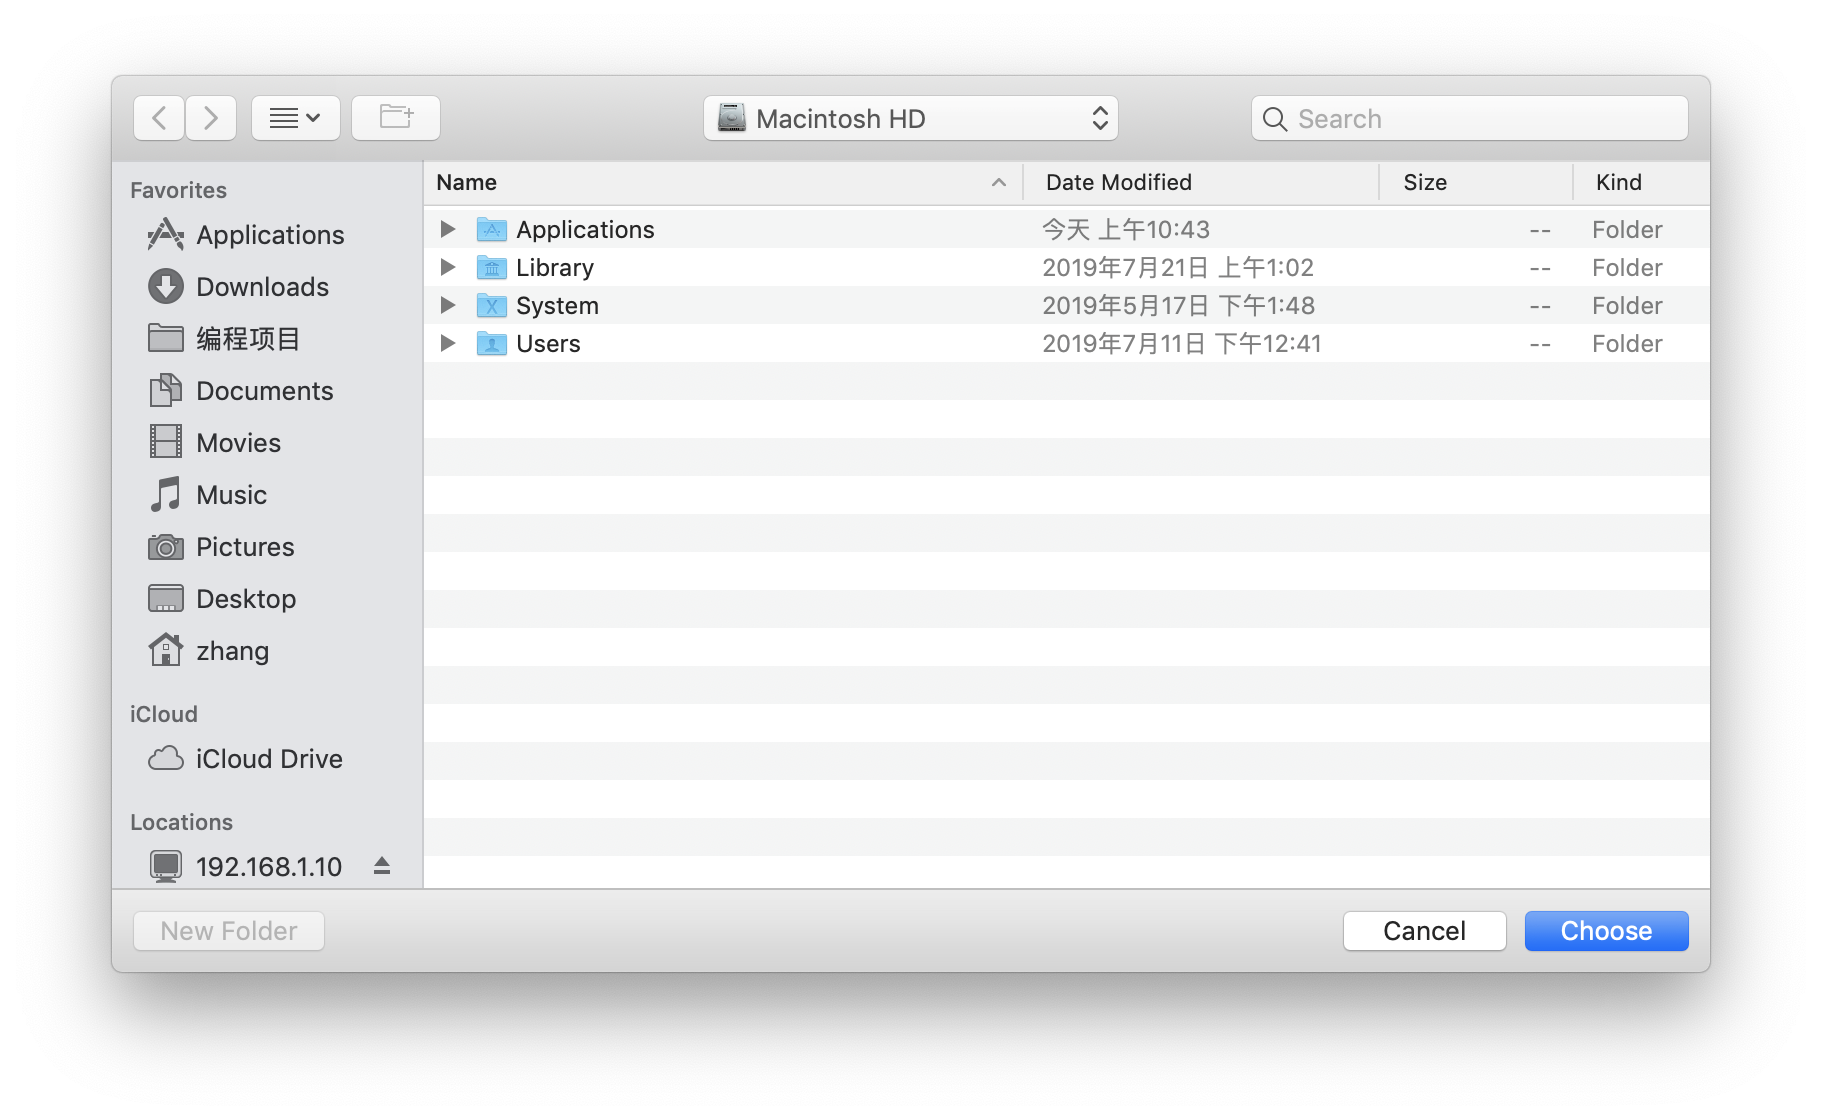 Macintosh HD
Search
Favorites
Applications
Downloads
编程项目
Documents
Movies
Music
Pictures
Desktop
zhang
iCloud
iCloud Drive
Locations
192.168.1.10
Name Date Modified Size Kind
Applications 今天 上午10:43 -- Folder
Library 2019年7月21日 上午1:02 -- Folder
System 2019年5月17日 下午1:48 -- Folder
Users 2019年7月11日 下午12:41 -- Folder
New Folder Cancel Choose